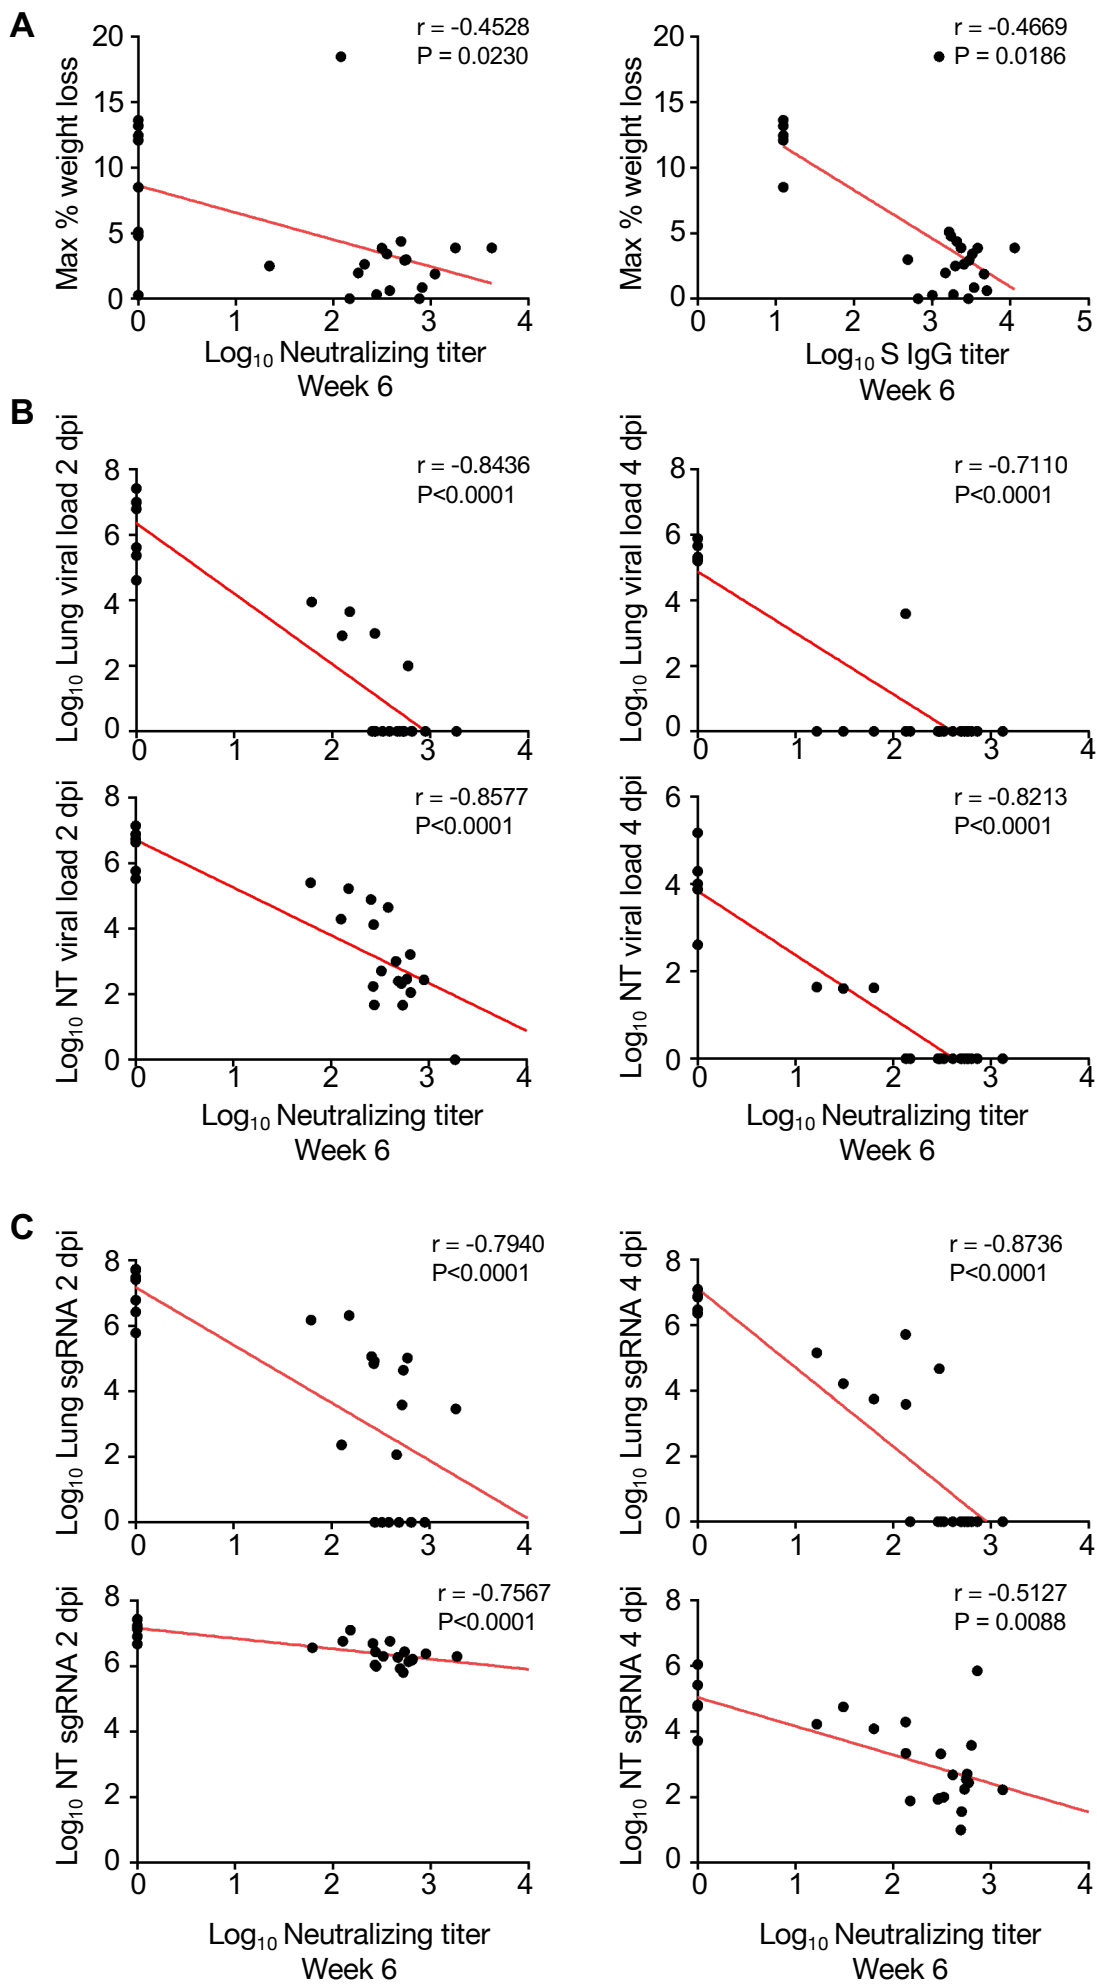 A
r = -0.4528
P = 0.0230
Max % weight loss
20
15
10
5
0
0 1 2 3 4
Log10 Neutralizing titer
Week 6
r = -0.4669
P = 0.0186
Max % weight loss
20
15
10
5
0
0 1 2 3 4 5
Log10 S IgG titer
Week 6
B
r = -0.8436
P<0.0001
Log10 Lung viral load 2 dpi
8
6
4
2
0
0 1 2 3 4
r = -0.7110
P<0.0001
Log10 Lung viral load 4 dpi
8
6
4
2
0
0 1 2 3 4
r = -0.8577
P<0.0001
Log10 NT viral load 2 dpi
8
6
4
2
0
0 1 2 3 4
Log10 Neutralizing titer
Week 6
r = -0.8213
P<0.0001
Log10 NT viral load 4 dpi
6
4
2
0
0 1 2 3 4
Log10 Neutralizing titer
Week 6
C
r = -0.7940
P<0.0001
Log10 Lung sgRNA 2 dpi
8
6
4
2
0
0 1 2 3 4
r = -0.8736
P<0.0001
Log10 Lung sgRNA 4 dpi
8
6
4
2
0
0 1 2 3 4
r = -0.7567
P<0.0001
Log10 NT sgRNA 2 dpi
8
6
4
2
0
0 1 2 3 4
Log10 Neutralizing titer
Week 6
r = -0.5127
P = 0.0088
Log10 NT sgRNA 4 dpi
8
6
4
2
0
0 1 2 3 4
Log10 Neutralizing titer
Week 6